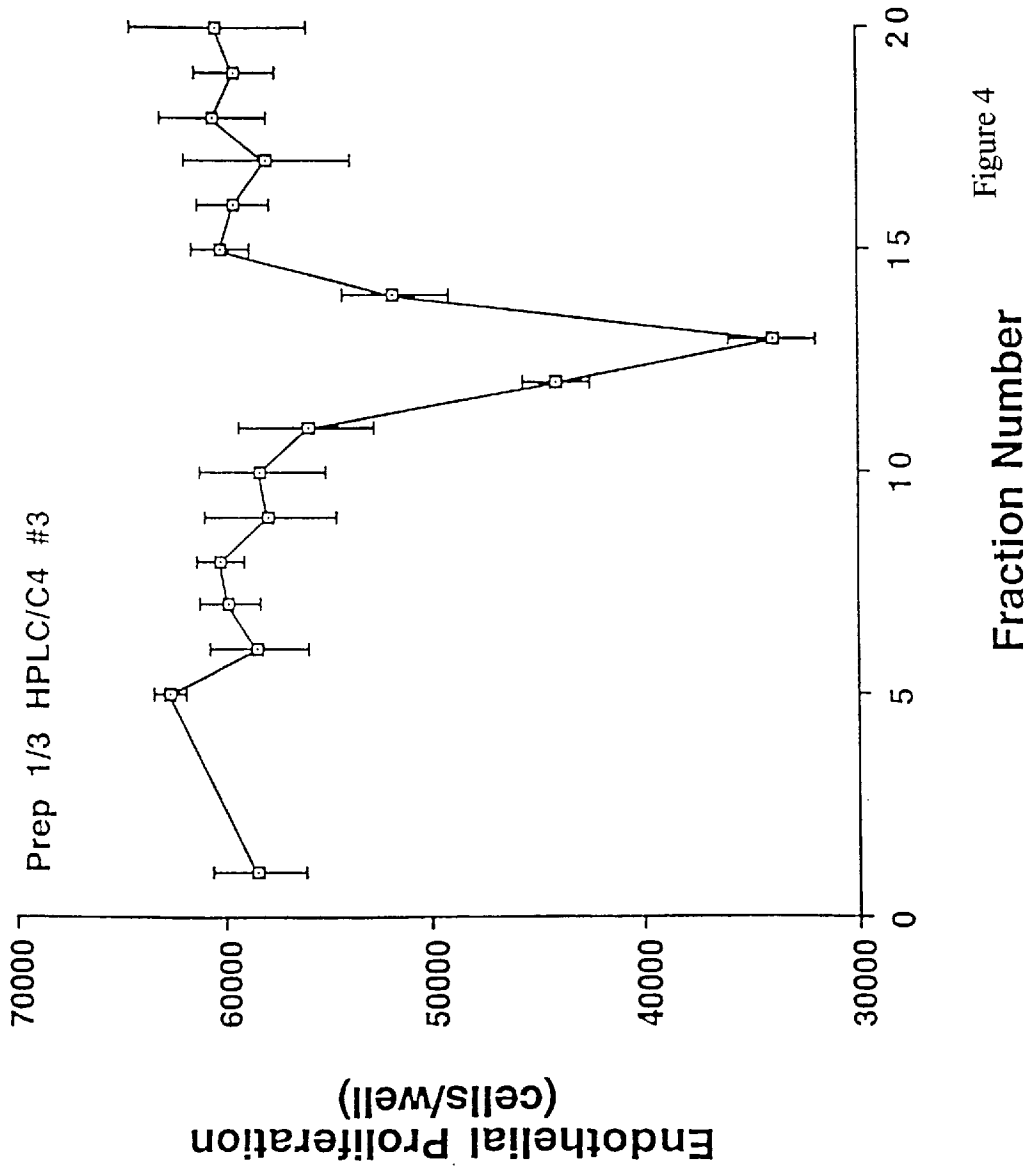 Prep 1/3 HPLC/C4 #3
Endothelial Proliferation
(cells/well)
70000
60000
50000
40000
30000
0
5
10
15
20
Fraction Number
Figure 4